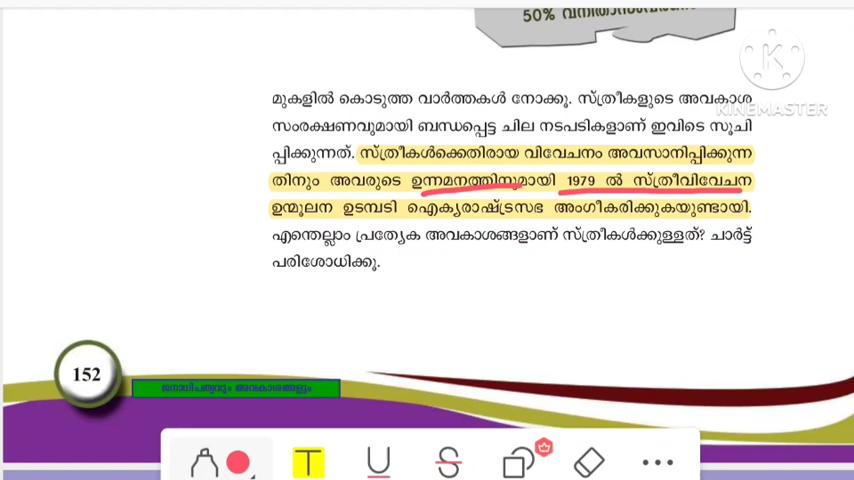 50% വനിതാസംവരണം
K
KINEMASTER
മുകളിൽ കൊടുത്ത വാർത്തകൾ നോക്കൂ. സ്ത്രീകളുടെ അവകാശ
സംരക്ഷണവുമായി ബന്ധപ്പെട്ട ചില നടപടികളാണ് ഇവിടെ സൂചി
പ്പിക്കുന്നത്. സ്ത്രീകൾക്കെതിരായ വിവേചനം അവസാനിപ്പിക്കുന്ന
തിനും അവരുടെ ഉന്നമനത്തിനുമായി 1979 ൽ സ്ത്രീവിവേചന
ഉന്മൂലന ഉടമ്പടി ഐക്യരാഷ്ട്രസഭ അംഗീകരിക്കുകയുണ്ടായി.
എന്തെല്ലാം പ്രത്യേക അവകാശങ്ങളാണ് സ്ത്രീകൾക്കുള്ളത്? ചാർട്ട്
പരിശോധിക്കൂ.
152
ജനാധിപത്യവും അവകാശങ്ങളും
T
U
S